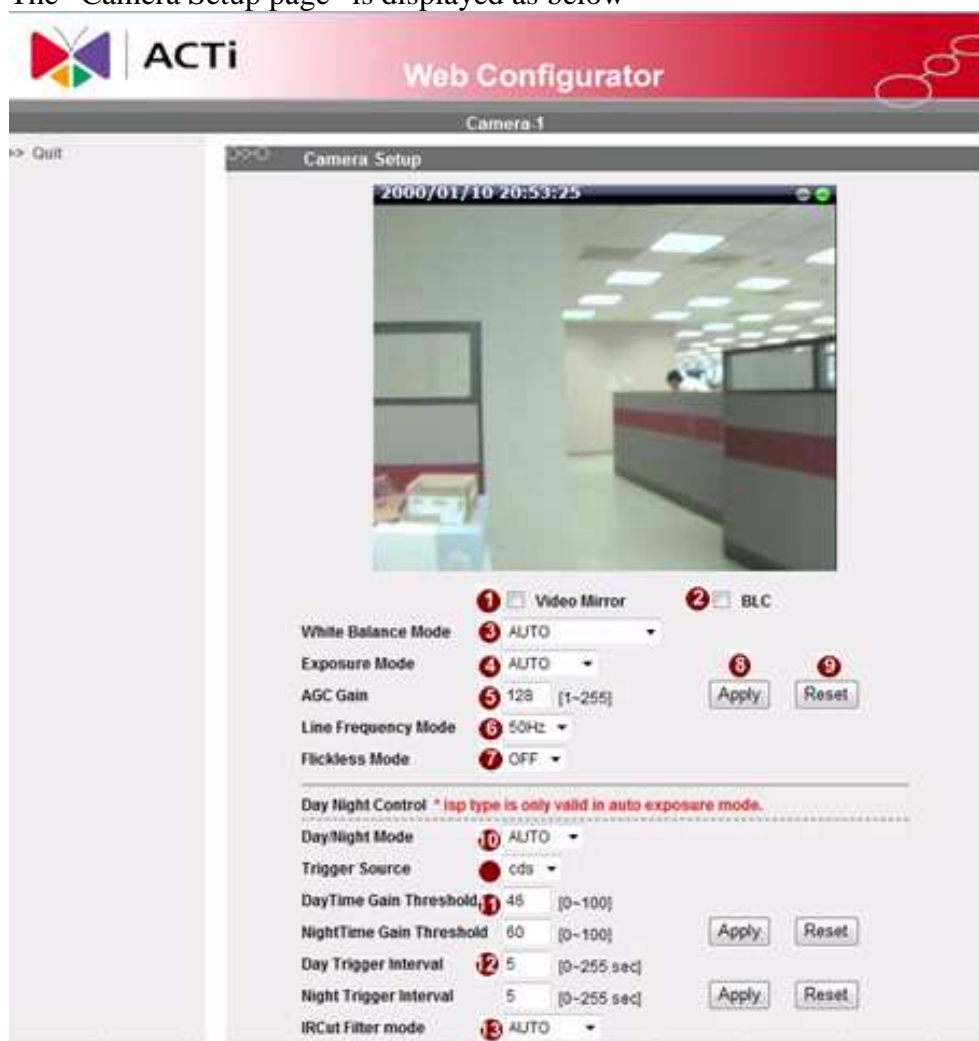 The "Camera Setup page" is displayed as below
ACTi
Web Configurator
Camera-1
>> Quit
Camera Setup
2000/01/10 20:53:25
1 Video Mirror 2 BLC
White Balance Mode 3 AUTO
Exposure Mode 4 AUTO 8 9
AGC Gain 5 128 [1~255] Apply Reset
Line Frequency Mode 6 50Hz
Flickless Mode 7 OFF
Day Night Control * isp type is only valid in auto exposure mode.
Day/Night Mode 10 AUTO
Trigger Source cds
DayTime Gain Threshold 11 46 [0~100]
NightTime Gain Threshold 60 [0~100] Apply Reset
Day Trigger Interval 12 5 [0~255 sec]
Night Trigger Interval 5 [0~255 sec] Apply Reset
IRCut Filter mode 13 AUTO